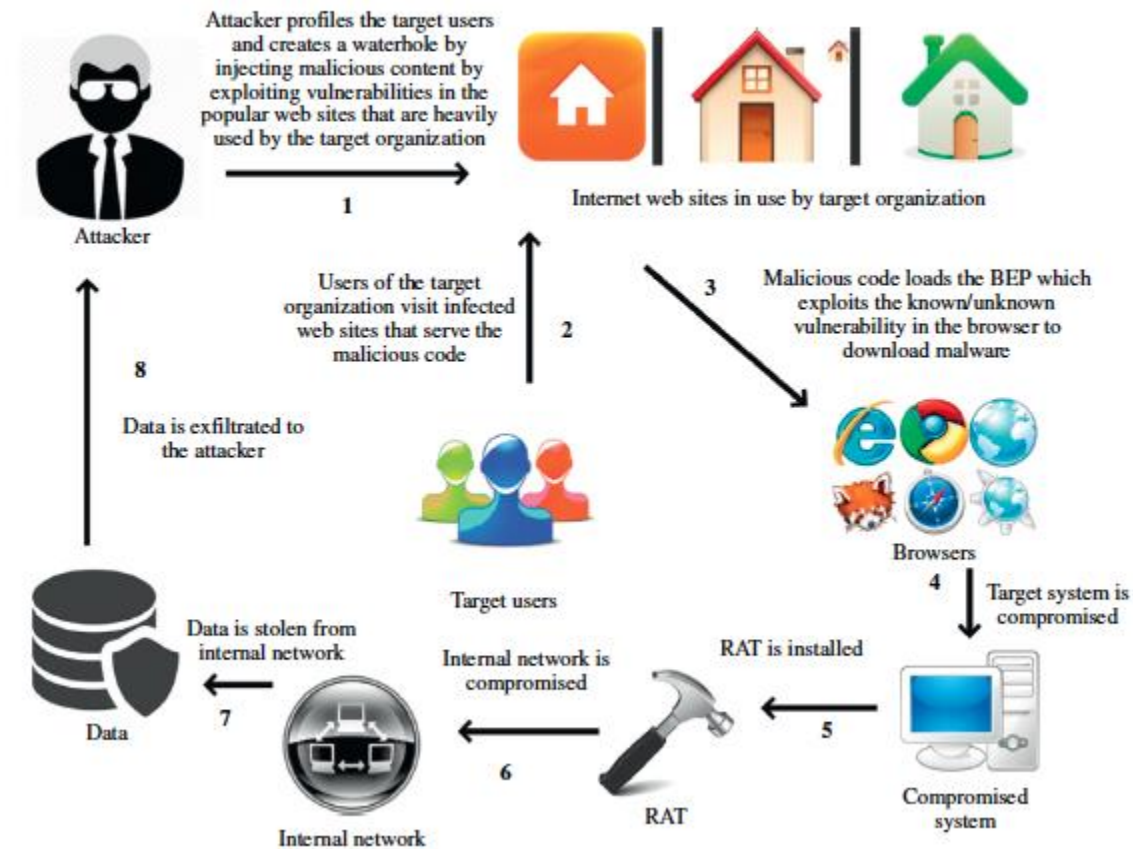 Attacker profiles the target users
and creates a waterhole by
injecting malicious content by
exploiting vulnerabilities in the
popular web sites that are heavily
used by the target organization
1
Attacker
Internet web sites in use by target organization
Users of the target
organization visit infected
web sites that serve the
malicious code
2
3
Malicious code loads the BEP which
exploits the known/unknown
vulnerability in the browser to
download malware
8
Data is exfiltrated to
the attacker
Target users
Browsers
4
Target system is
compromised
Compromised
system
RAT is installed
5
RAT
Internal network is
compromised
6
Internal network
Data is stolen from
internal network
7
Data